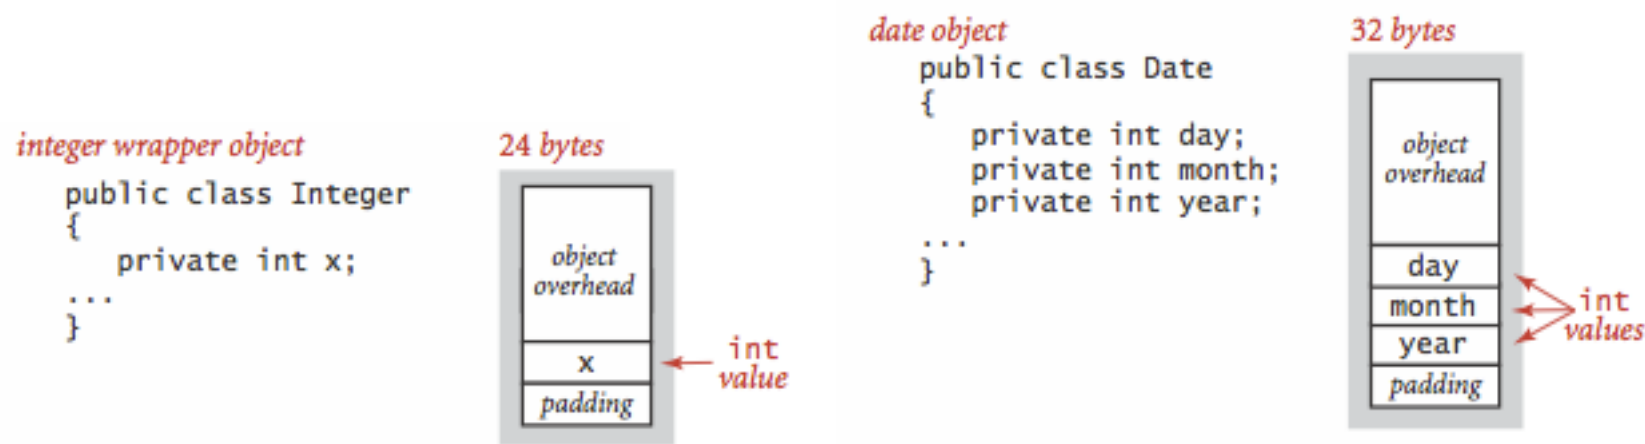 integer wrapper object
public class Integer
{
private int x;
...
}
24 bytes
object
overhead
x
padding
int
value
date object
public class Date
{
private int day;
private int month;
private int year;
...
}
32 bytes
object
overhead
day
month
year
padding
int
values